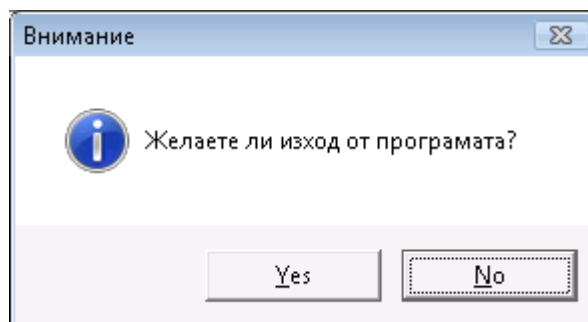 Внимание
Желаете ли изход от програмата?
Yes No